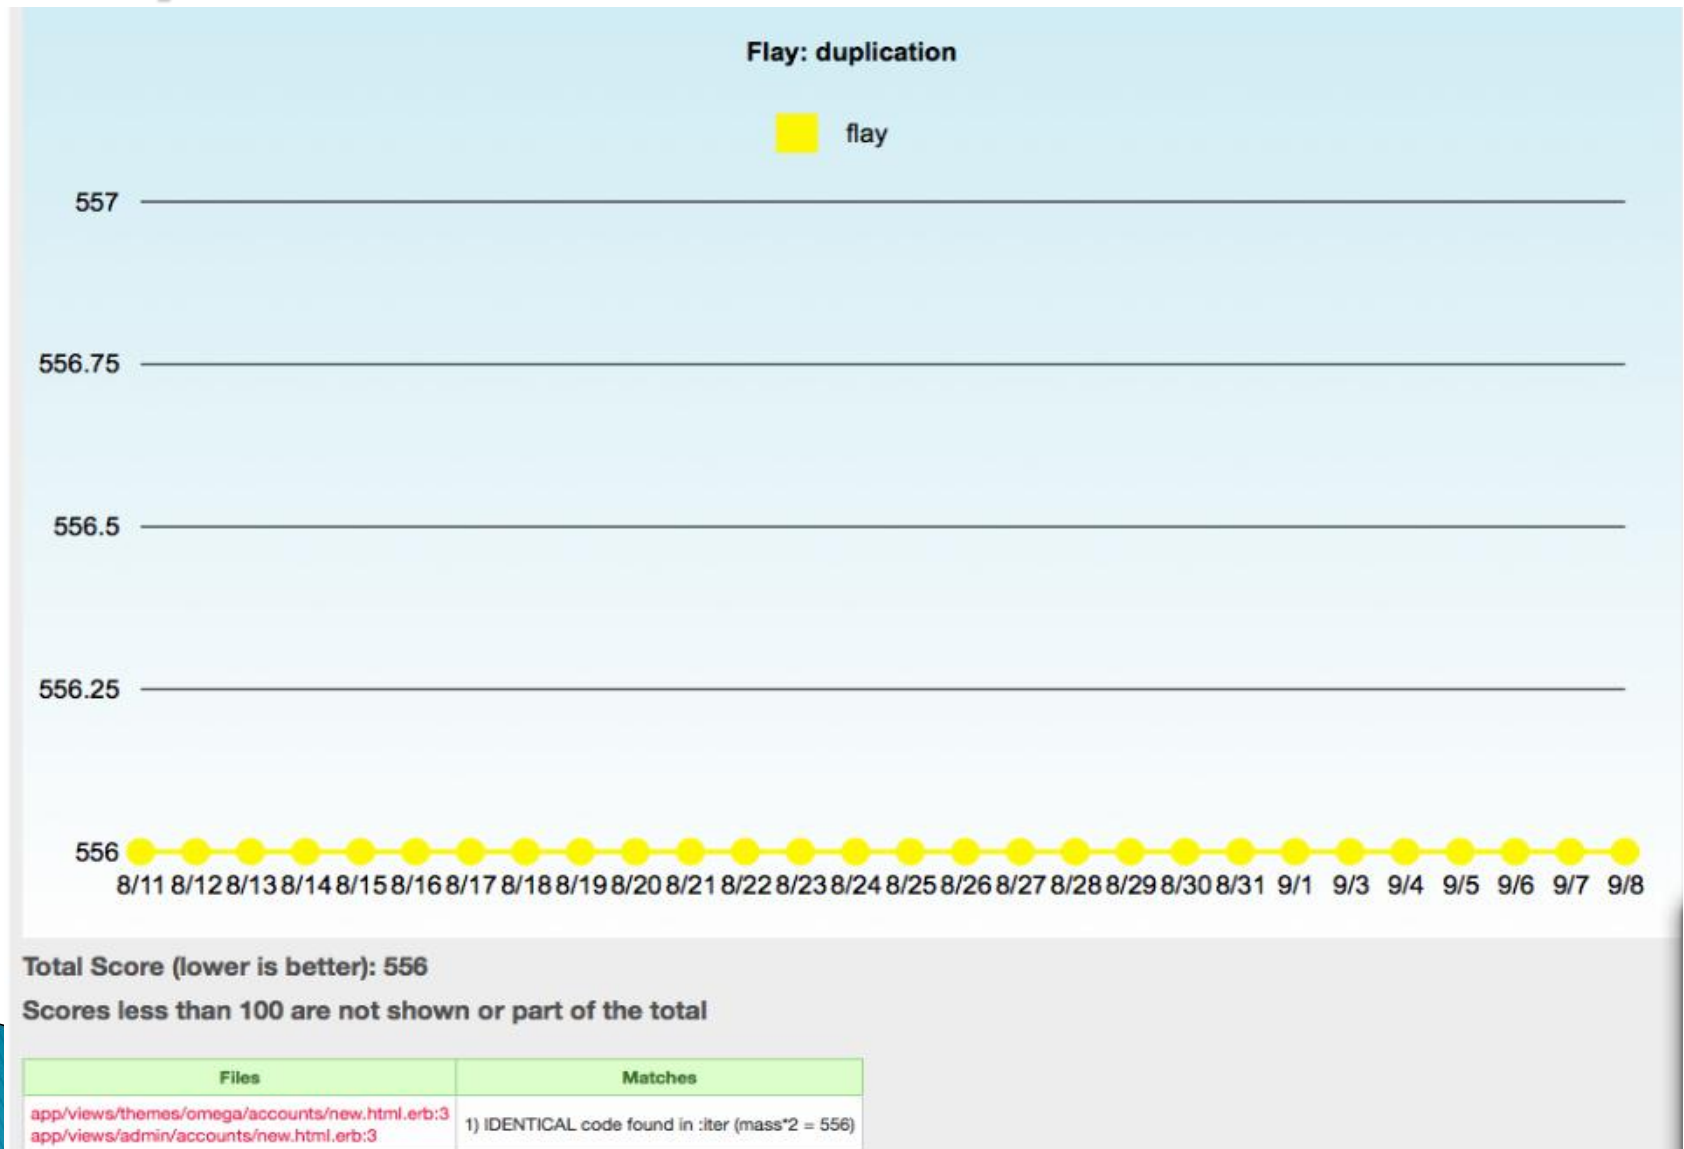 Flay: duplication
flay
557
556.75
556.5
556.25
556
8/11 8/12 8/13 8/14 8/15 8/16 8/17 8/18 8/19 8/20 8/21 8/22 8/23 8/24 8/25 8/26 8/27 8/28 8/29 8/30 8/31 9/1 9/3 9/4 9/5 9/6 9/7 9/8
Total Score (lower is better): 556
Scores less than 100 are not shown or part of the total
Files Matches
app/views/themes/omega/accounts/new.html.erb:3
app/views/admin/accounts/new.html.erb:3
1) IDENTICAL code found in :iter (mass*2 = 556)